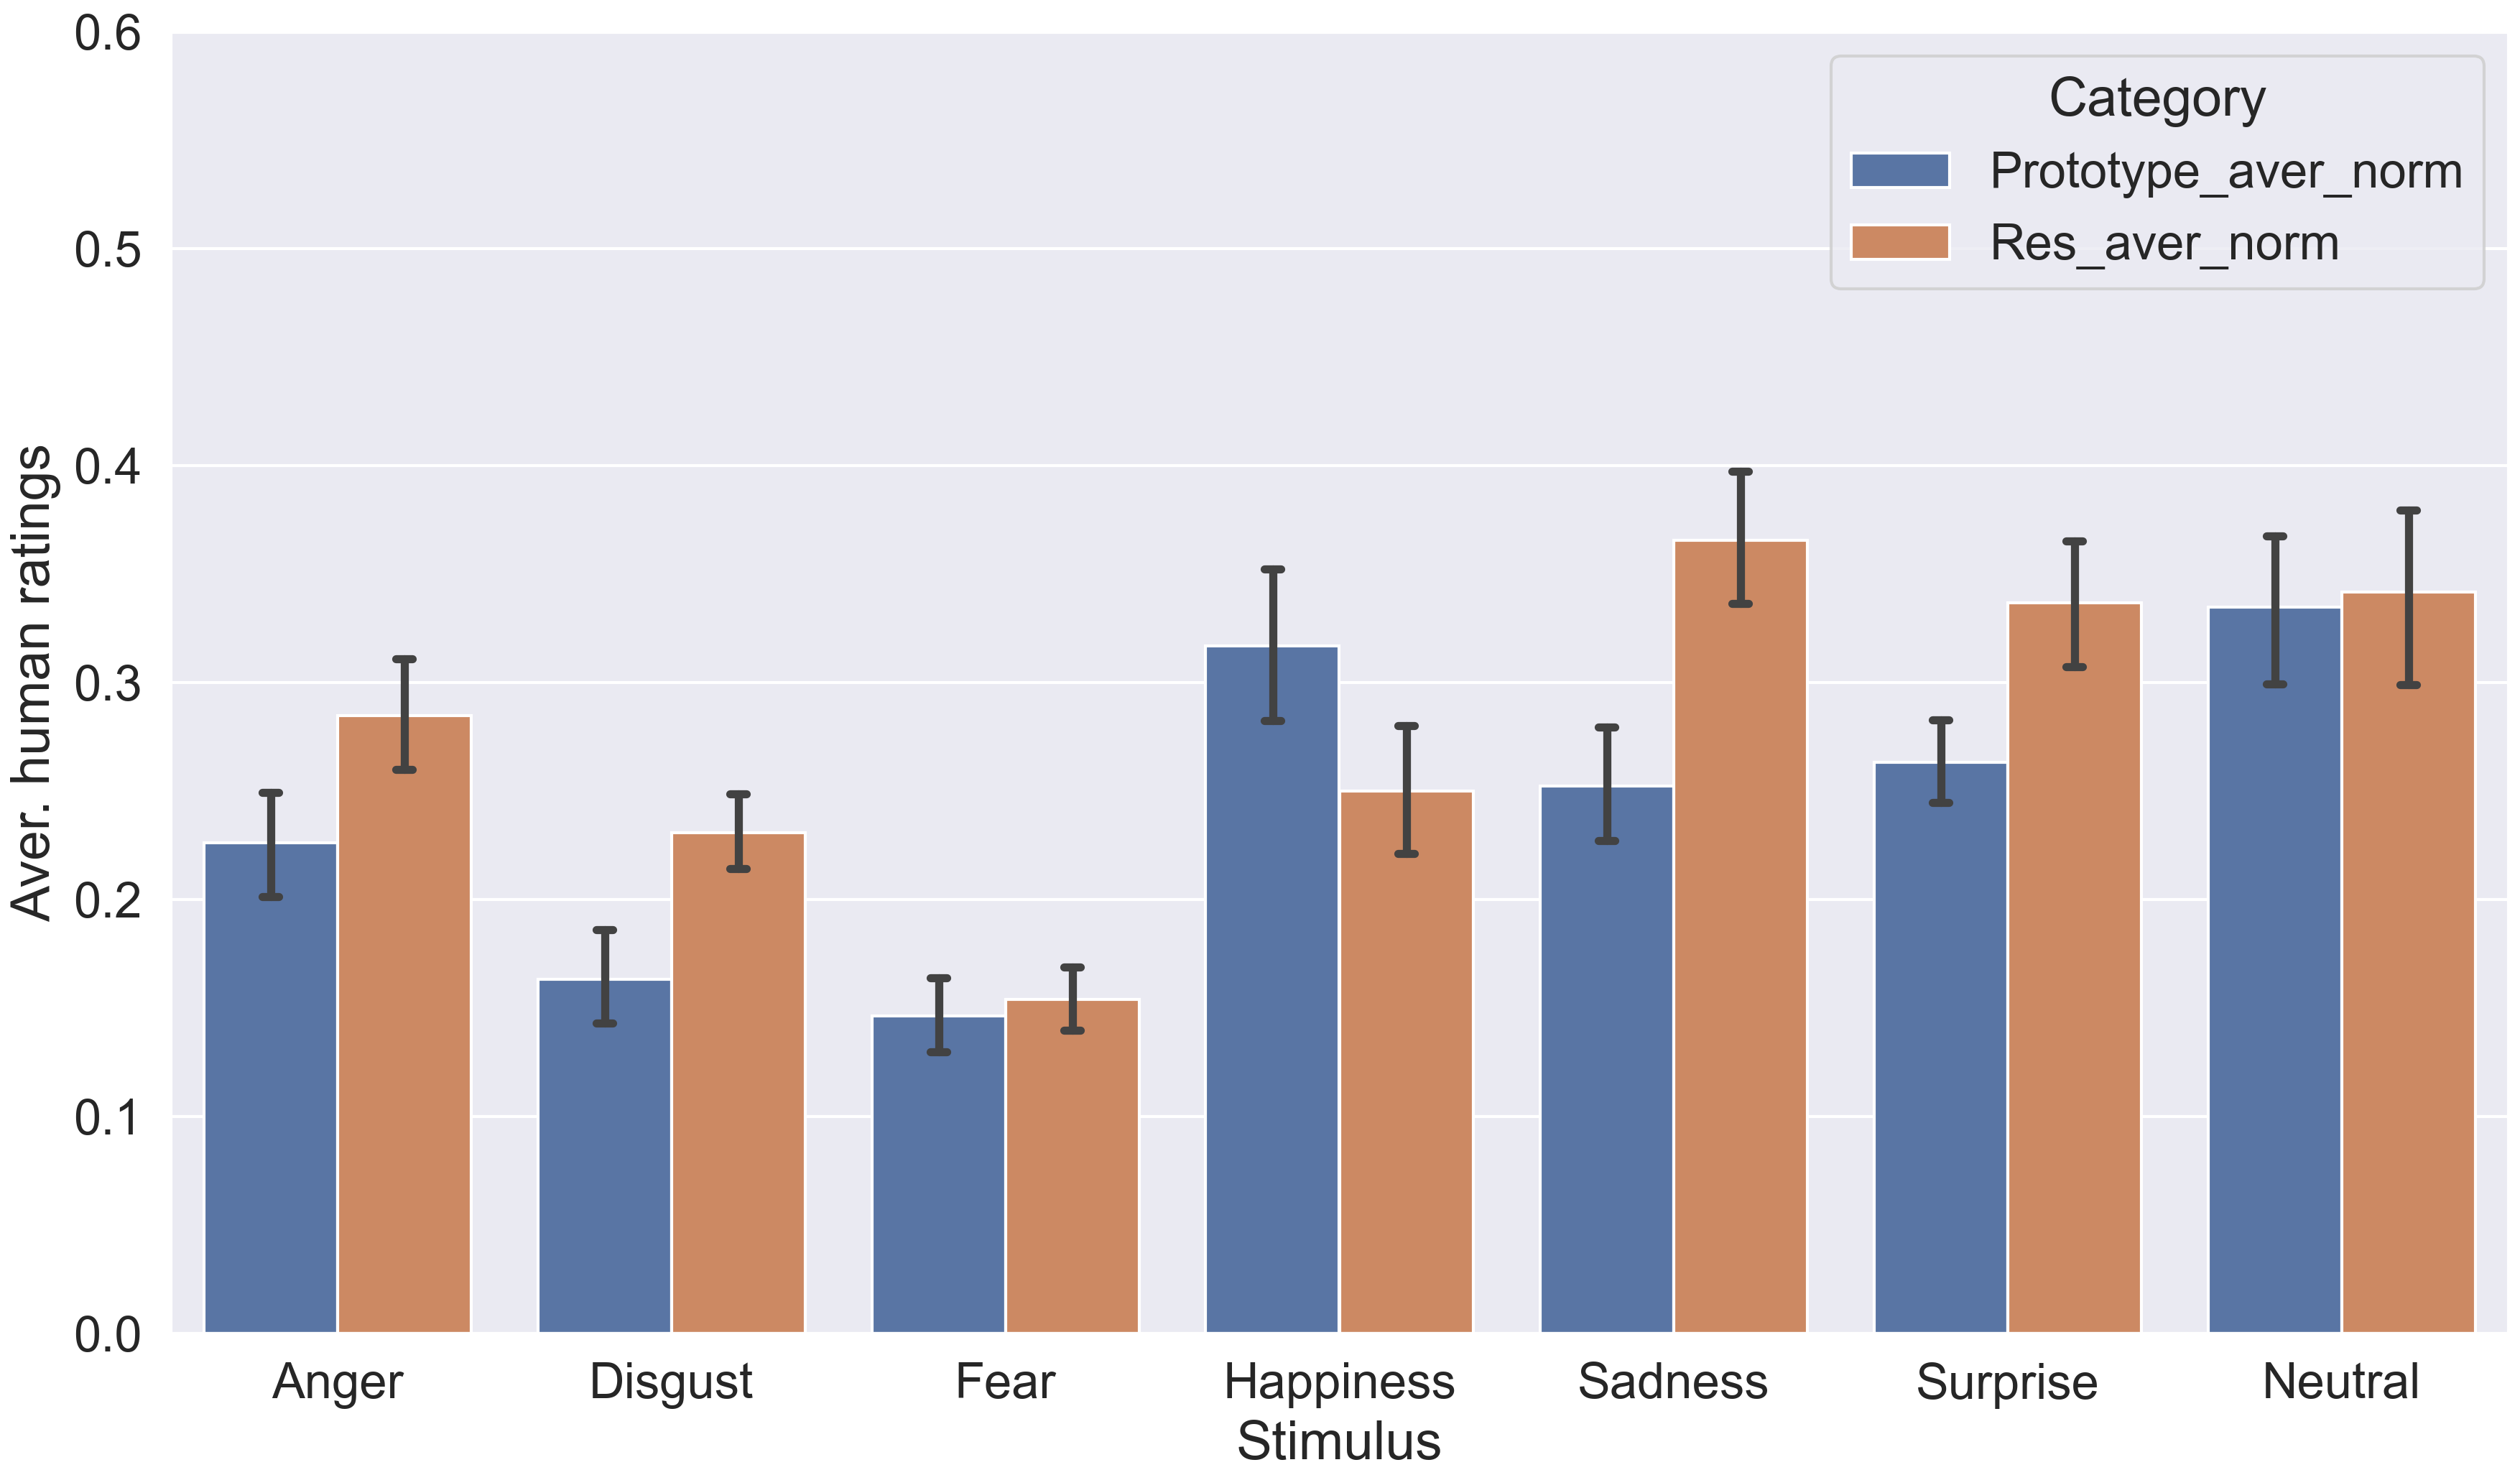 Aver. human ratings
0.6
0.5
0.4
0.3
0.2
0.1
0.0
Category
Prototype_aver_norm
Res_aver_norm
Anger Disgust Fear Happiness Sadness Surprise Neutral
Stimulus